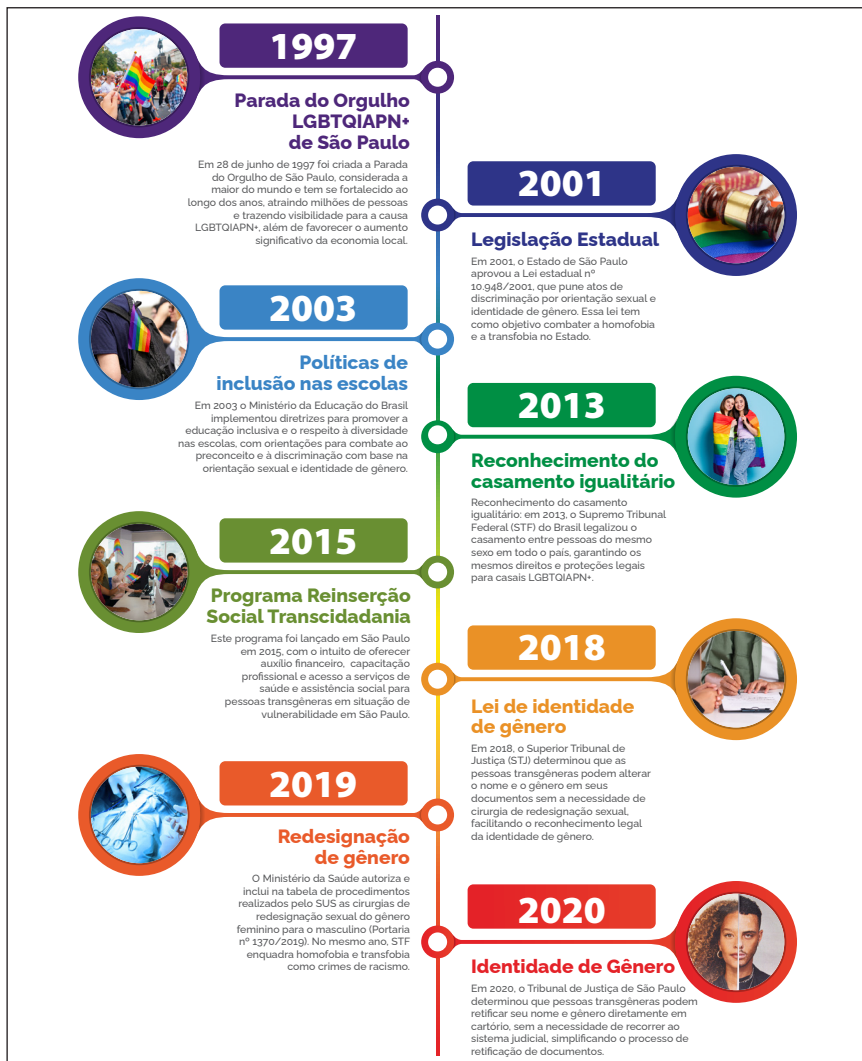 1997
Parada do Orgulho
LGBTQIAPN+
de São Paulo
Em 28 de junho de 1997 foi criada a Parada
do Orgulho de São Paulo, considerada a
maior do mundo e tem se fortalecido ao
longo dos anos, atraindo milhões de pessoas
e trazendo visibilidade para a causa
LGBTQIAPN+, além de favorecer o aumento
significativo da economia local.
2001
Legislação Estadual
Em 2001, o Estado de São Paulo
aprovou a Lei estadual nº
10.948/2001, que pune atos de
discriminação por orientação sexual e
identidade de gênero. Essa lei tem
como objetivo combater a homofobia
e a transfobia no Estado.
2003
Políticas de
inclusão nas escolas
Em 2003 o Ministério da Educação do Brasil
implementou diretrizes para promover a
educação inclusiva e o respeito à diversidade
nas escolas, com orientações para combate ao
preconceito e à discriminação com base na
orientação sexual e identidade de gênero.
2013
Reconhecimento do
casamento igualitário
Reconhecimento do casamento
igualitário: em 2013, o Supremo Tribunal
Federal (STF) do Brasil legalizou o
casamento entre pessoas do mesmo
sexo em todo o país, garantindo os
mesmos direitos e proteções legais
para casais LGBTQIAPN+.
2015
Programa Reinserção
Social Transcidadania
Este programa foi lançado em São Paulo
em 2015, com o intuito de oferecer
auxílio financeiro, capacitação
profissional e acesso a serviços de
saúde e assistência social para
pessoas transgêneras em situação de
vulnerabilidade em São Paulo.
2018
Lei de identidade
de gênero
Em 2018, o Superior Tribunal de
Justiça (STJ) determinou que as
pessoas transgêneras podem alterar
o nome e o gênero em seus
documentos sem a necessidade de
cirurgia de redesignação sexual,
facilitando o reconhecimento legal
da identidade de gênero.
2019
Redesignação
de gênero
O Ministério da Saúde autoriza e
inclui na tabela de procedimentos
realizados pelo SUS as cirurgias de
redesignação sexual do gênero
feminino para o masculino (Portaria
nº 1370/2019). No mesmo ano, STF
enquadra homofobia e transfobia
como crimes de racismo.
2020
Identidade de Gênero
Em 2020, o Tribunal de Justiça de São Paulo
determinou que pessoas transgêneras podem
retificar seu nome e gênero diretamente em
cartório, sem a necessidade de recorrer ao
sistema judicial, simplificando o processo de
retificação de documentos.